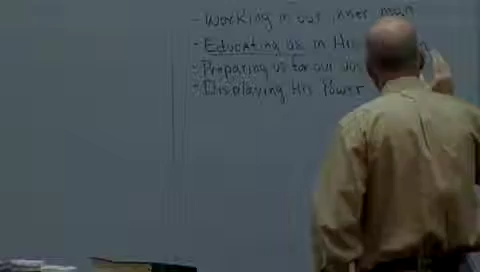 - Working in our inner man
- Educating us in His
- Preparing us for our
- Displaying His Power